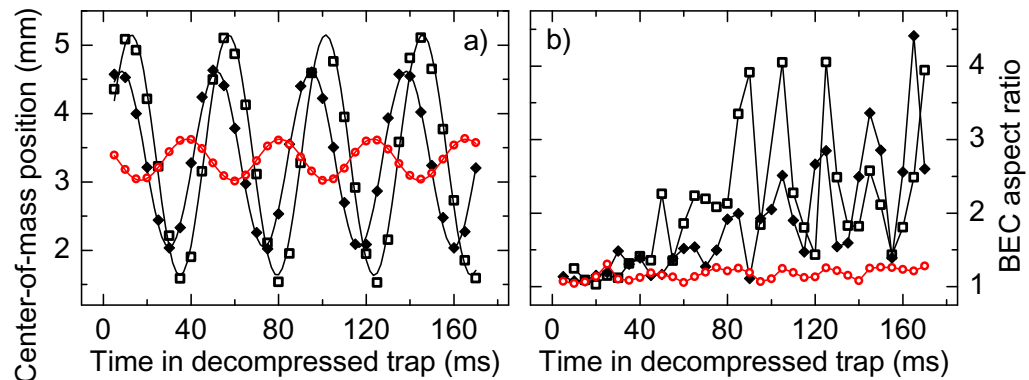 a)
b)
Center-of-mass position (mm)
5
4
3
2
0 40 80 120 160
Time in decompressed trap (ms)
0 40 80 120 160
Time in decompressed trap (ms)
4
3
2
1
BEC aspect ratio